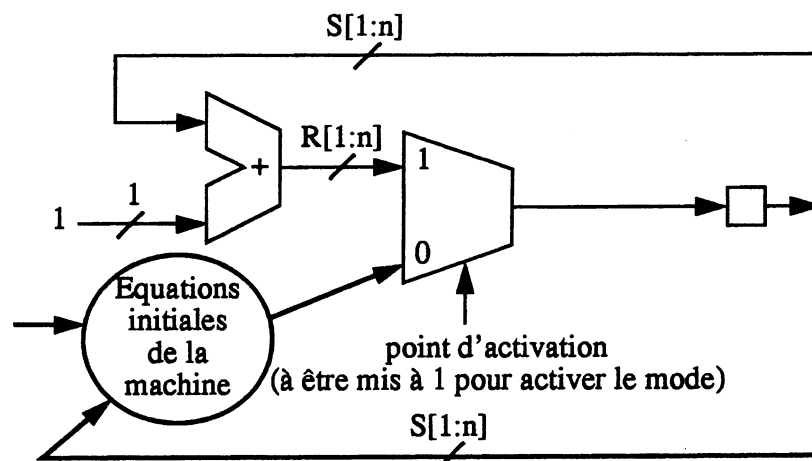 S[1:n]
R[1:n]
+
1
1
1
0
Equations
initiales
de la
machine
point d'activation
(à être mis à 1 pour activer le mode)
S[1:n]